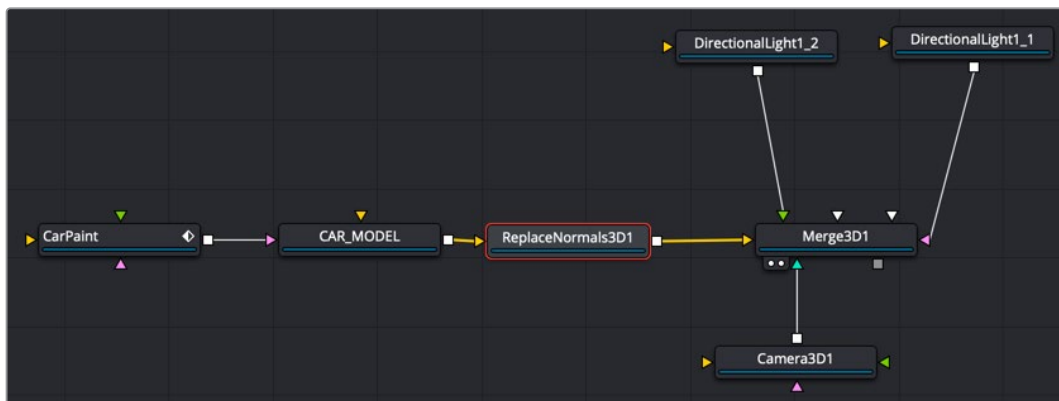 DirectionalLight1_2
DirectionalLight1_1
CarPaint
CAR_MODEL
ReplaceNormals3D1
Merge3D1
Camera3D1